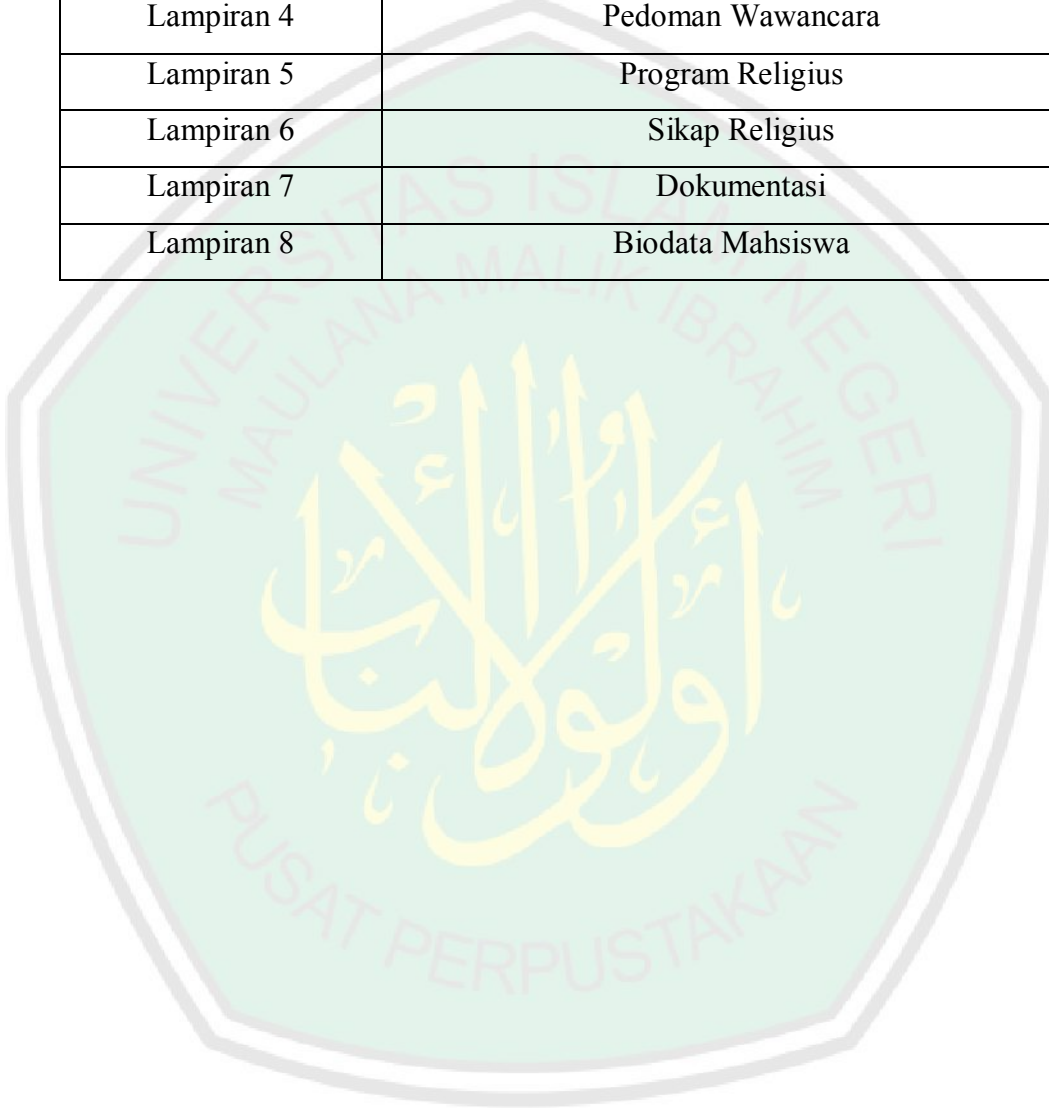 Lampiran 4 Pedoman Wawancara
Lampiran 5 Program Religius
Lampiran 6 Sikap Religius
Lampiran 7 Dokumentasi
Lampiran 8 Biodata Mahsiswa
UNIVERSITAS ISLAM NEGERI
MAULANA MALIK IBRAHIM
أولوا الألباب
PUSAT PERPUSTAKAAN